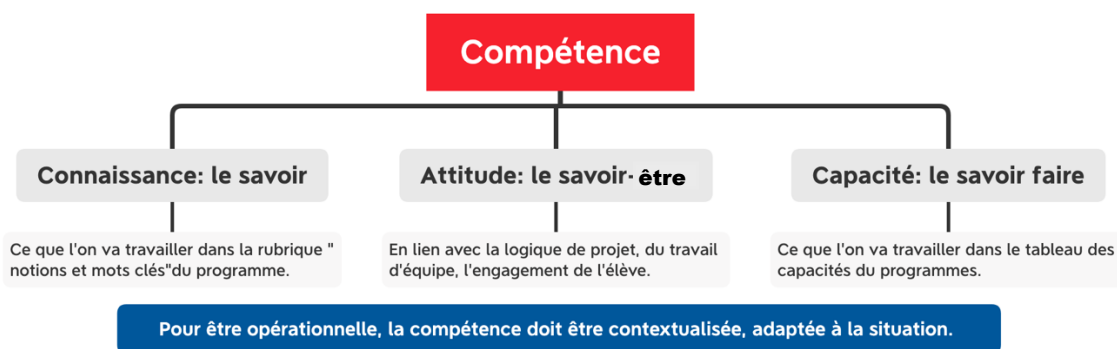 Compétence
Connaissance: le savoir
Attitude: le savoir-être
Capacité: le savoir faire
Ce que l'on va travailler dans la rubrique "
notions et mots clés"du programme.
En lien avec la logique de projet, du travail
d'équipe, l'engagement de l'élève.
Ce que l'on va travailler dans le tableau des
capacités du programmes.
Pour être opérationnelle, la compétence doit être contextualisée, adaptée à la situation.